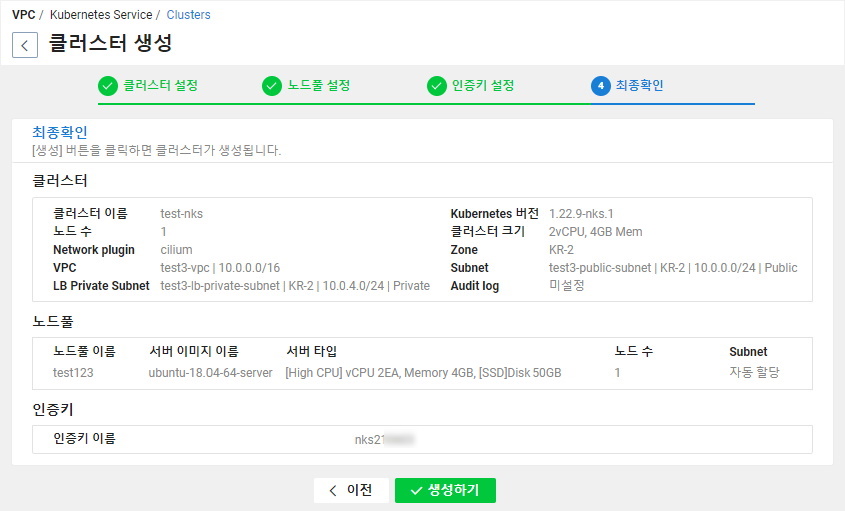 VPC / Kubernetes Service / Clusters
클러스터 생성
클러스터 설정 노드풀 설정 인증키 설정 4 최종확인
최종확인
[생성] 버튼을 클릭하면 클러스터가 생성됩니다.
클러스터
클러스터 이름 test-nks Kubernetes 버전 1.22.9-nks.1
노드 수 1 클러스터 크기 2vCPU, 4GB Mem
Network plugin cilium Zone KR-2
VPC test3-vpc | 10.0.0.0/16 Subnet test3-public-subnet | KR-2 | 10.0.0.0/24 | Public
LB Private Subnet test3-lb-private-subnet | KR-2 | 10.0.4.0/24 | Private Audit log 미설정
노드풀
노드풀 이름 서버 이미지 이름 서버 타입 노드 수 Subnet
test123 ubuntu-18.04-64-server [High CPU] vCPU 2EA, Memory 4GB, [SSD]Disk 50GB 1 자동 할당
인증키
인증키 이름 nks21
이전 생성하기